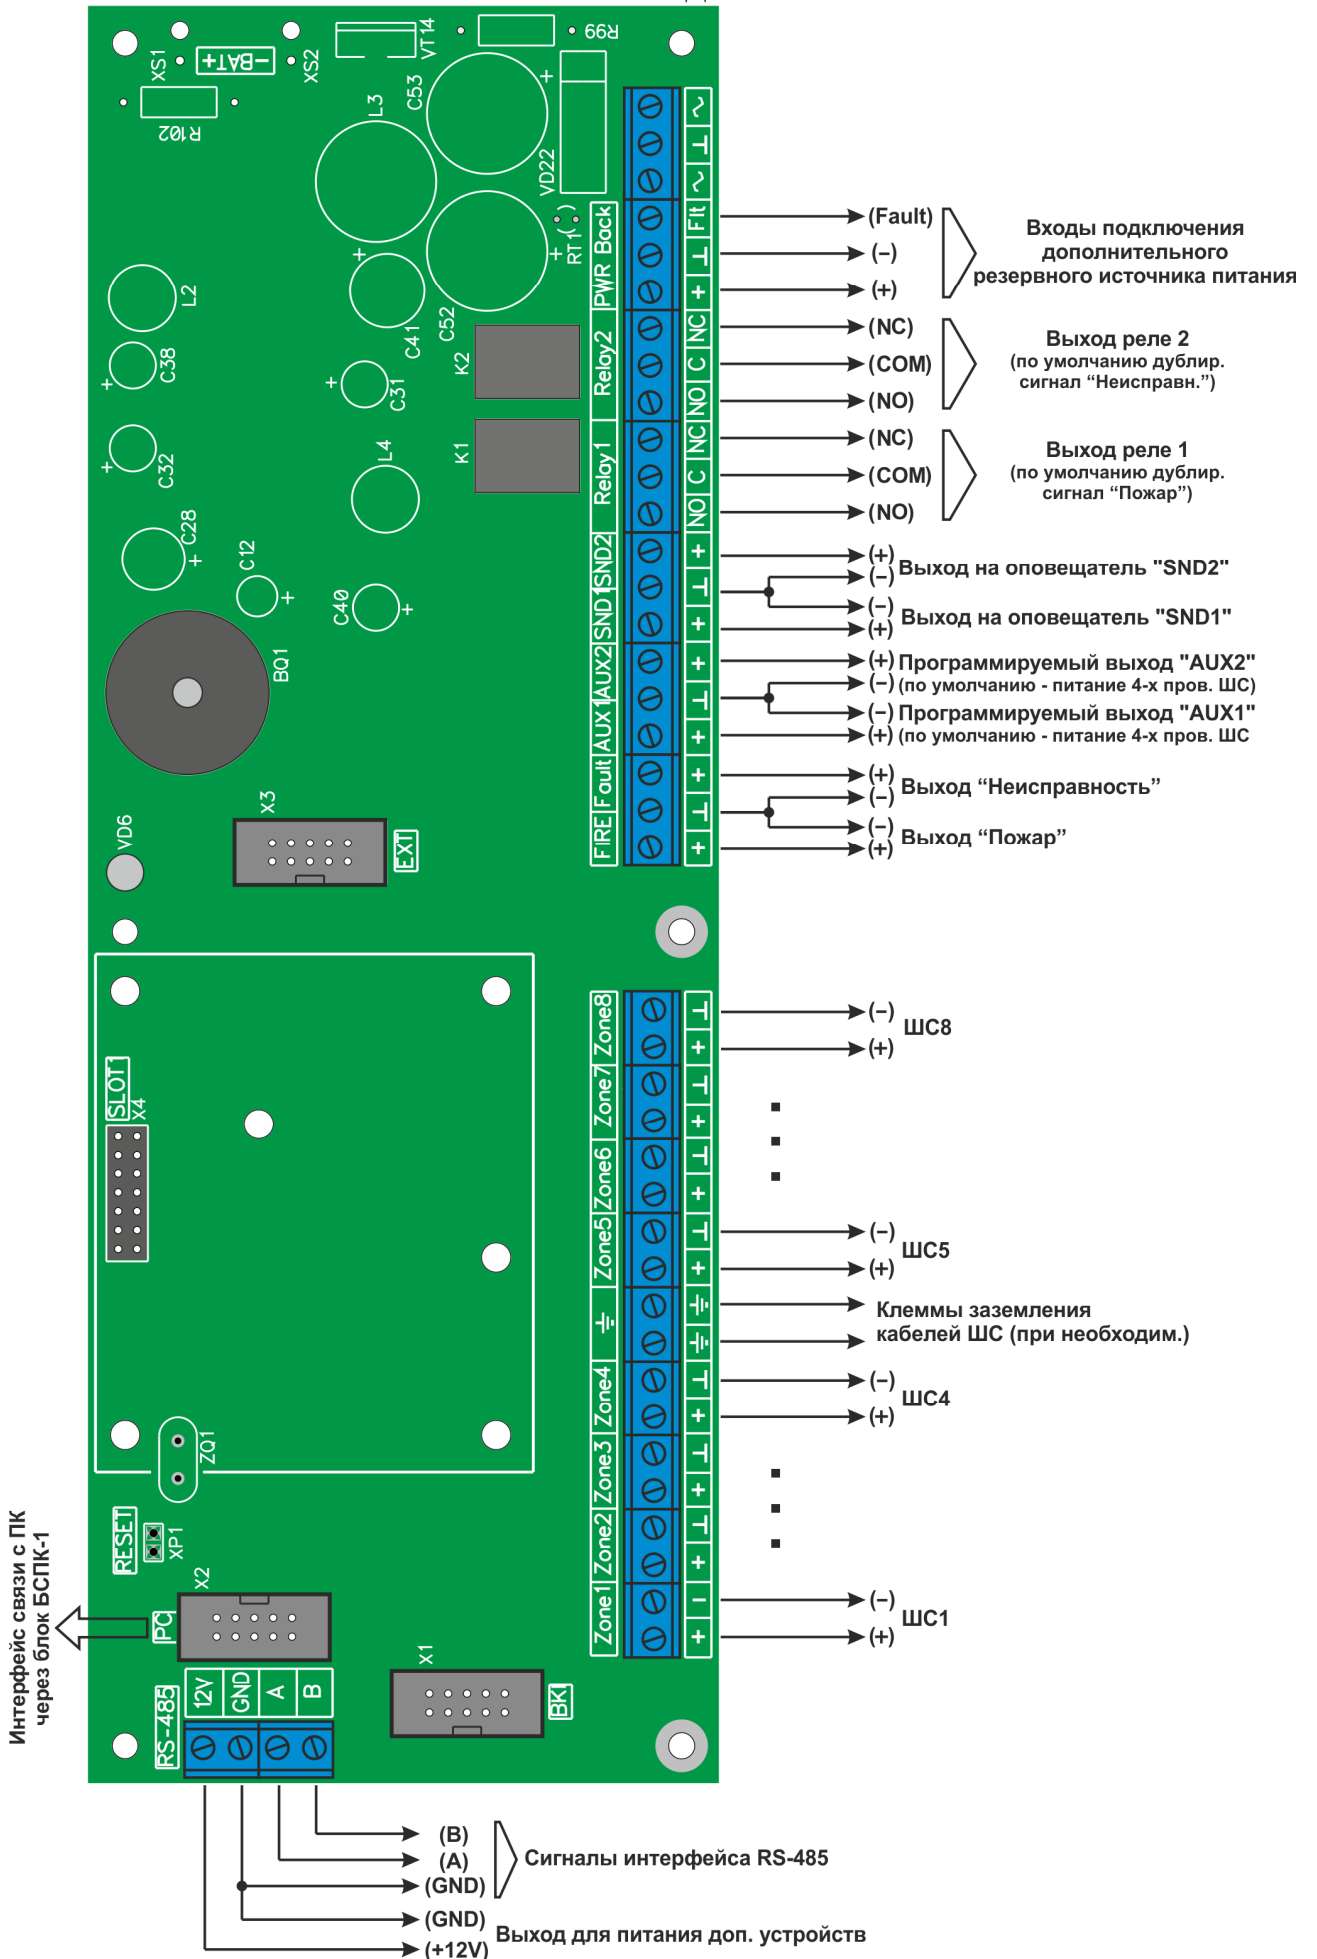 XS1
−BAT+
XS2
VT14
R99
R102
L3
C53
VD22
RT1
L2
C38
C41
C52
K2
C31
C32
L4
K1
C28
C12
C40
BQ1
VD6
X3
EXT
PWR Back
Relay2
Relay1
SND2
SND1
AUX2
AUX1
Fault
FIRE
~
⊥
~
Flt
⊥
+
NC
C
NO
NC
C
NO
+
⊥
+
+
⊥
+
+
⊥
+
(Fault)
(−)
(+)
Входы подключения
дополнительного
резервного источника питания
(NC)
(COM)
(NO)
Выход реле 2
(по умолчанию дублир.
сигнал “Неисправн.”)
(NC)
(COM)
(NO)
Выход реле 1
(по умолчанию дублир.
сигнал “Пожар”)
(+)
(−)
Выход на оповещатель "SND2"
(−)
(+)
Выход на оповещатель "SND1"
(+) Программируемый выход "AUX2"
(−) (по умолчанию - питание 4-х пров. ШС)
(−) Программируемый выход "AUX1"
(+) (по умолчанию - питание 4-х пров. ШС
(+)
(−)
Выход “Неисправность”
(−)
(+)
Выход “Пожар”
SLOT1
X4
ZQ1
RESET
XP1
X2
PC
X1
BKI
Zone8
Zone7
Zone6
Zone5
Zone4
Zone3
Zone2
Zone1
⊥
+
⊥
+
⊥
+
⊥
+
⊥
+
⊥
+
⊥
+
−
+
(−)
(+)
ШС8
(−)
(+)
ШС5
Клеммы заземления
кабелей ШС (при необходим.)
(−)
(+)
ШС4
(−)
(+)
ШС1
Интерфейс связи с ПК
через блок БСПК-1
RS-485
12V
GND
A
B
(B)
(A)
(GND)
Сигналы интерфейса RS-485
(GND)
(+12V)
Выход для питания доп. устройств